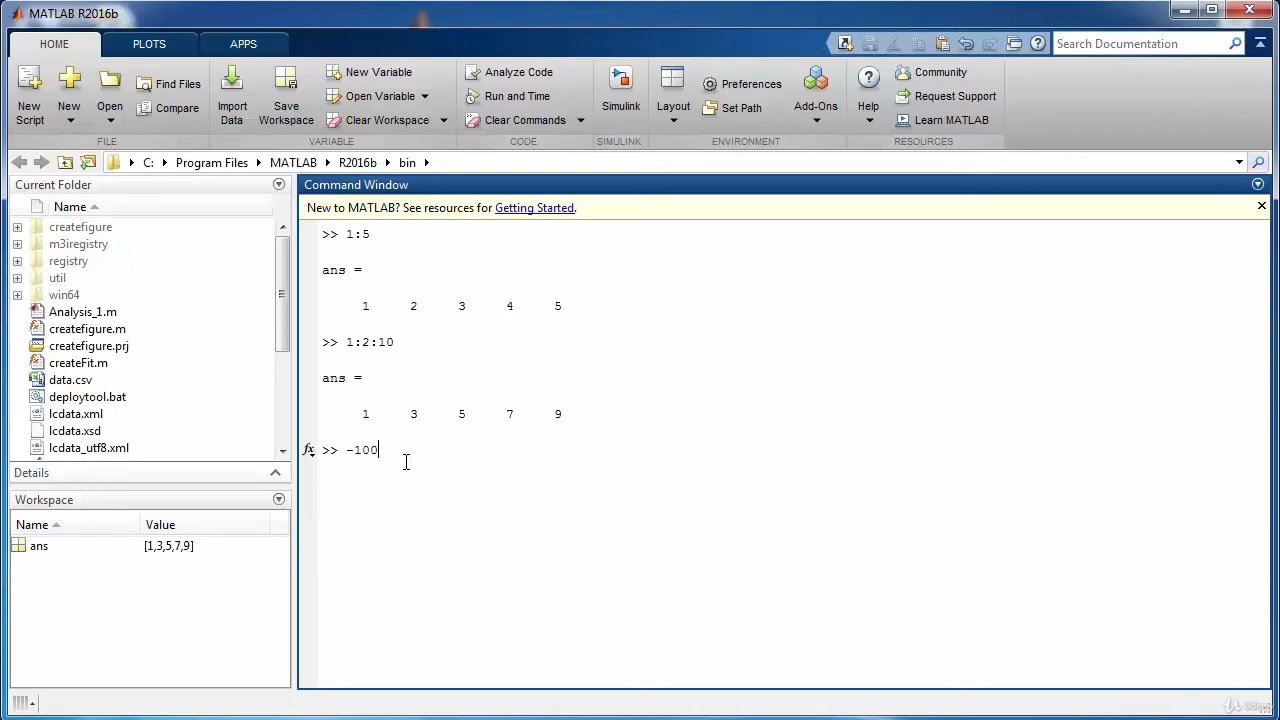 MATLAB R2016b
HOME PLOTS APPS
Search Documentation
New Script
New
Open
Find Files
Compare
Import Data
Save Workspace
New Variable
Open Variable
Clear Workspace
Analyze Code
Run and Time
Clear Commands
Simulink
Layout
Preferences
Set Path
Add-Ons
Help
Community
Request Support
Learn MATLAB
FILE VARIABLE CODE SIMULINK ENVIRONMENT RESOURCES
C: Program Files MATLAB R2016b bin
Current Folder
Name
createfigure
m3iregistry
registry
util
win64
Analysis_1.m
createfigure.m
createfigure.prj
createFit.m
data.csv
deploytool.bat
lcdata.xml
lcdata.xsd
lcdata_utf8.xml
Details
Workspace
Name Value
ans [1,3,5,7,9]
Command Window
New to MATLAB? See resources for Getting Started.
>> 1:5
ans =
1 2 3 4 5
>> 1:2:10
ans =
1 3 5 7 9
fx >> -100
Udemy